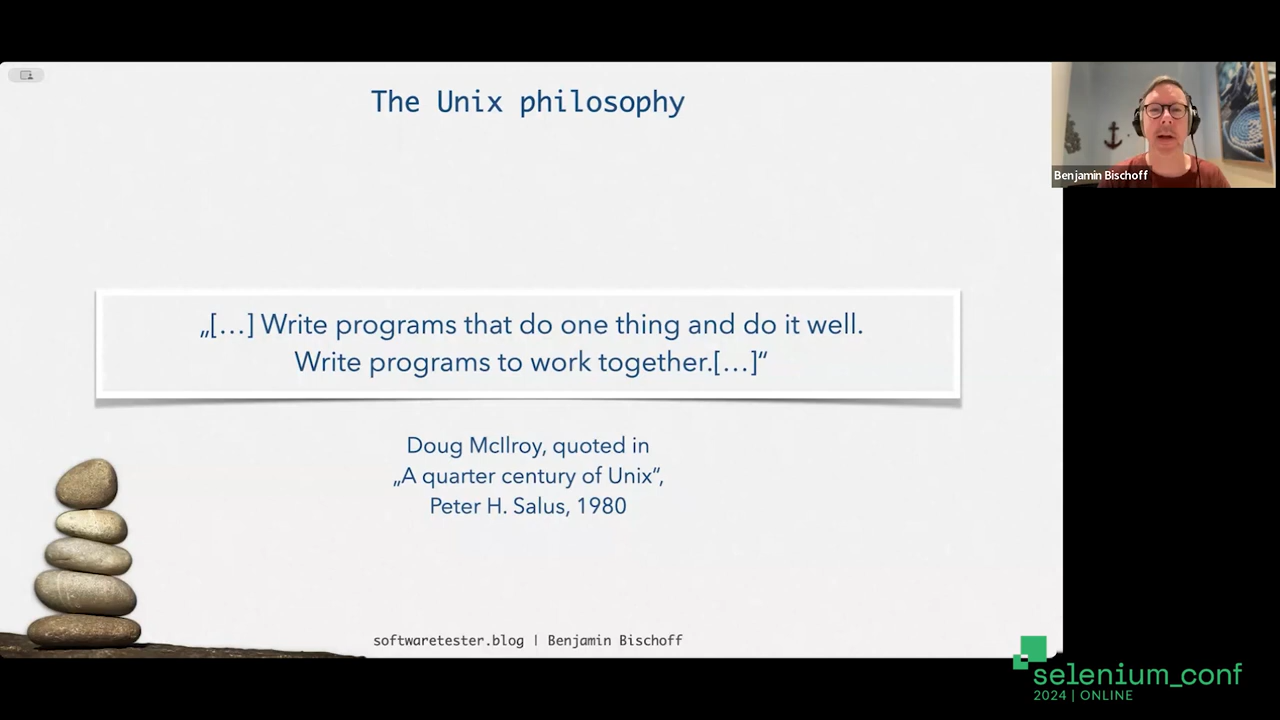 The Unix philosophy
Benjamin Bischoff
„[…] Write programs that do one thing and do it well.
Write programs to work together.[…]“
Doug McIlroy, quoted in
„A quarter century of Unix“,
Peter H. Salus, 1980
softwaretester.blog | Benjamin Bischoff
selenium_conf
2024 | ONLINE